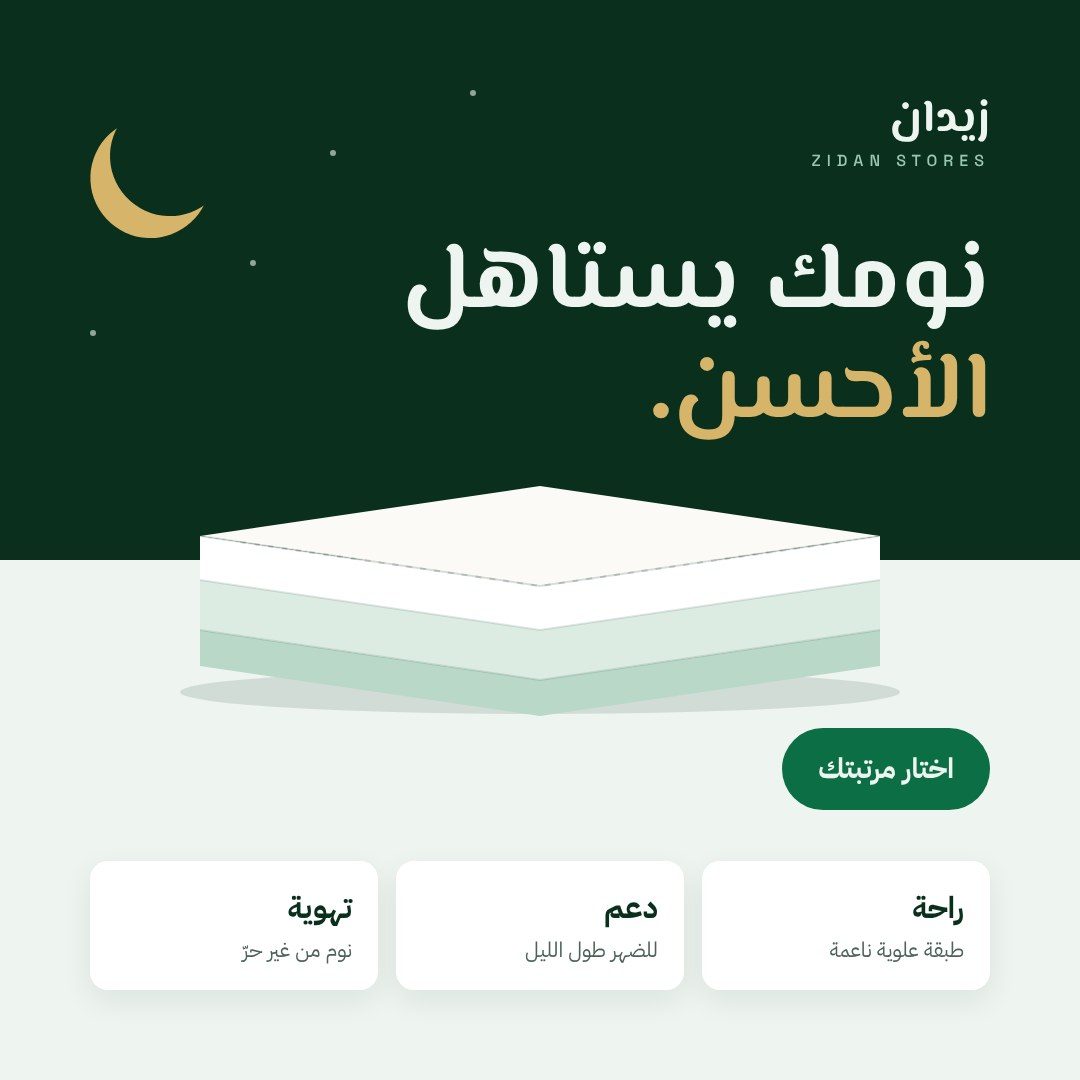 زيدان
ZIDAN STORES
نومك يستاهل
الأحسن.
اختار مرتبتك
راحة
طبقة علوية ناعمة
دعم
للضهر طول الليل
تهوية
نوم من غير حرّ